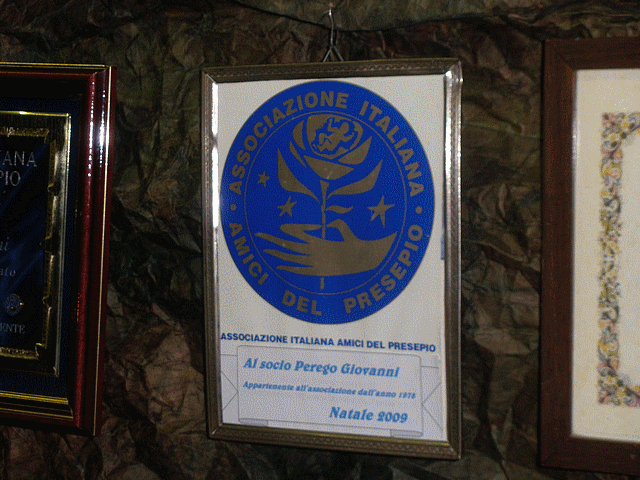 ASSOCIAZIONE ITALIANA
AMICI DEL PRESEPIO
ASSOCIAZIONE ITALIANA AMICI DEL PRESEPIO
Al socio Perego Giovanni
Appartenente all'associazione dall'anno 1978
Natale 2009